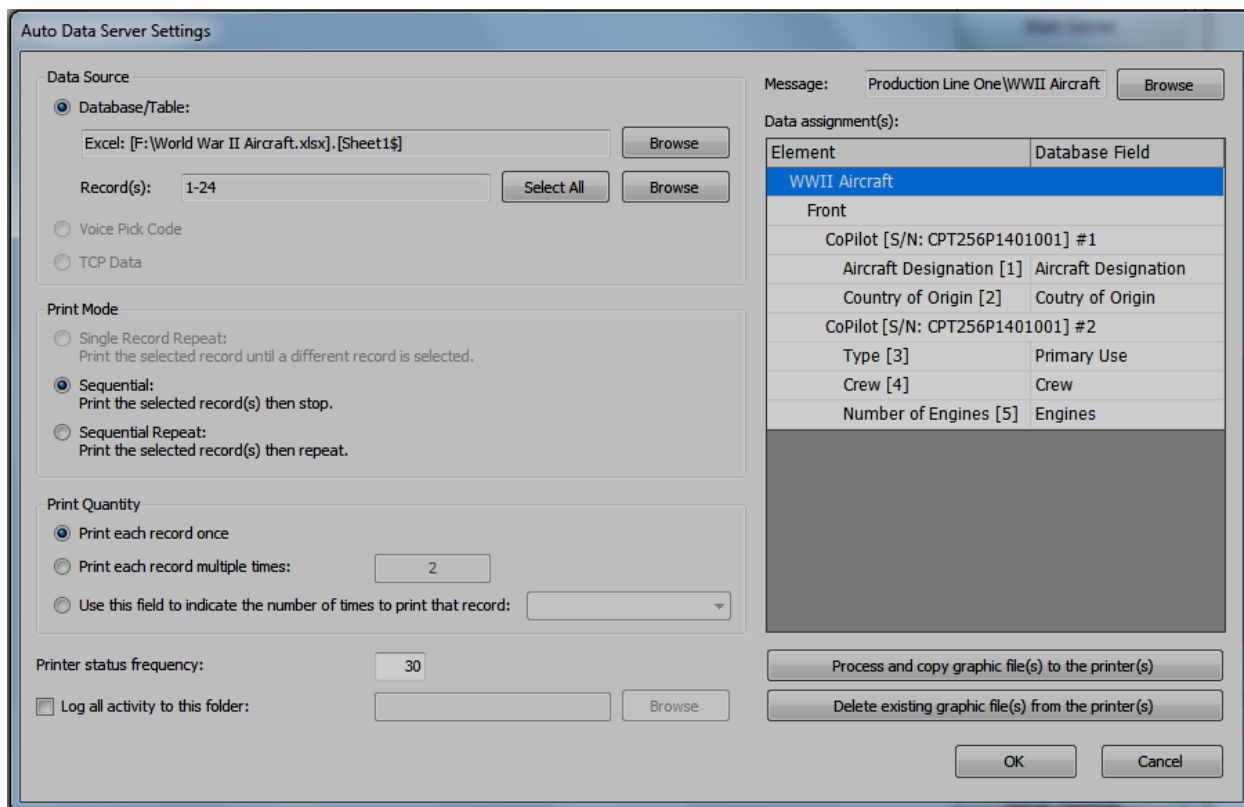 Start Server
Auto Data Server Settings
Data Source
Database/Table:
Excel: [F:\World War II Aircraft.xlsx].[Sheet1$]
Browse
Record(s):
1-24
Select All
Browse
Voice Pick Code
TCP Data
Print Mode
Single Record Repeat:
Print the selected record until a different record is selected.
Sequential:
Print the selected record(s) then stop.
Sequential Repeat:
Print the selected record(s) then repeat.
Print Quantity
Print each record once
Print each record multiple times:
2
Use this field to indicate the number of times to print that record:
Printer status frequency:
30
Log all activity to this folder:
Browse
Message:
Production Line One\WWII Aircraft
Browse
Data assignment(s):
Element Database Field
WWII Aircraft
Front
CoPilot [S/N: CPT256P1401001] #1
Aircraft Designation [1] Aircraft Designation
Country of Origin [2] Coutry of Origin
CoPilot [S/N: CPT256P1401001] #2
Type [3] Primary Use
Crew [4] Crew
Number of Engines [5] Engines
Process and copy graphic file(s) to the printer(s)
Delete existing graphic file(s) from the printer(s)
OK
Cancel